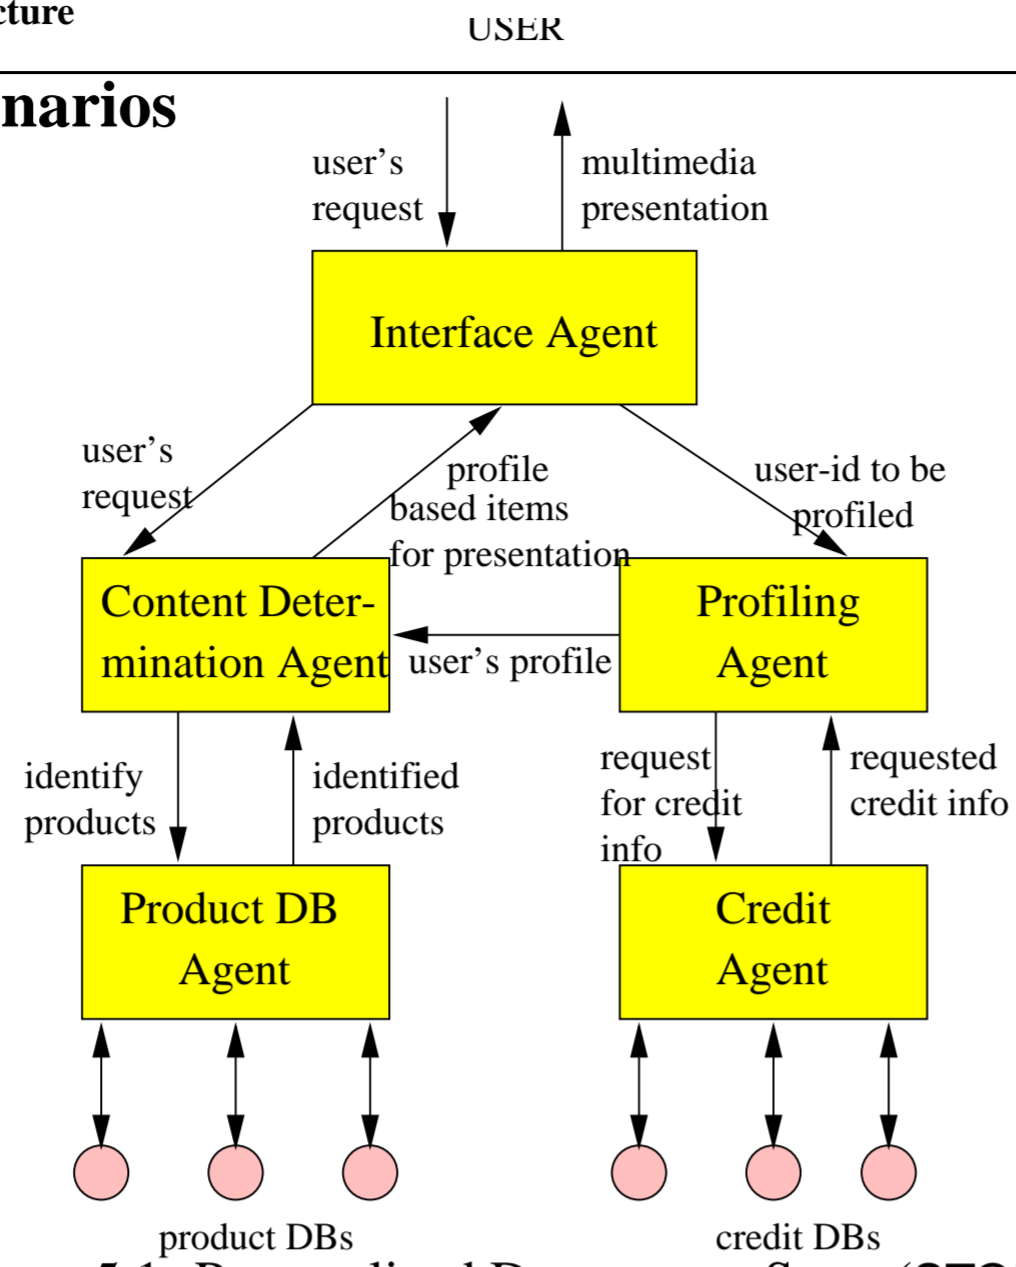 cture
USER
narios
user’s
request
multimedia
presentation
Interface Agent
user’s
request
profile
based items
for presentation
user-id to be
profiled
Content Deter-
mination Agent
user’s profile
Profiling
Agent
identify
products
identified
products
request
for credit
info
requested
credit info
Product DB
Agent
Credit
Agent
product DBs
credit DBs